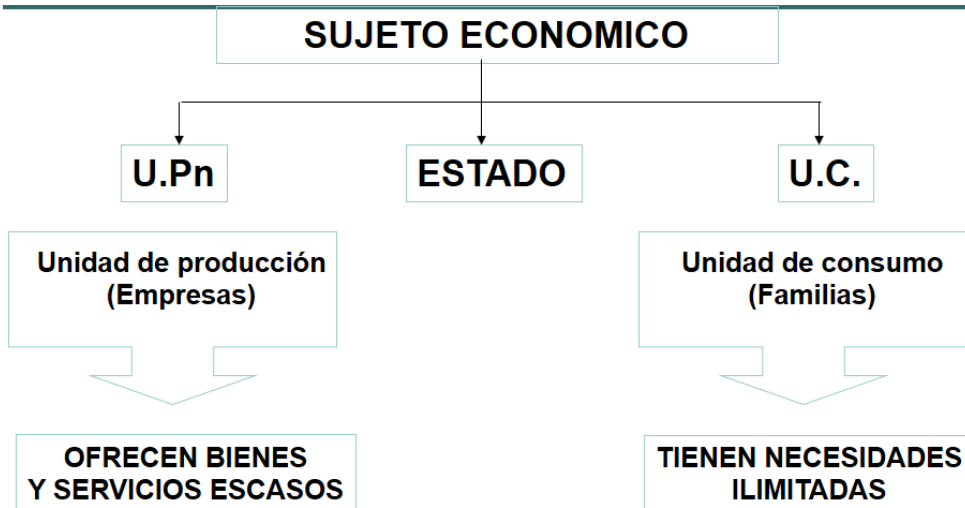 SUJETO ECONOMICO
U.Pn
ESTADO
U.C.
Unidad de producción
(Empresas)
Unidad de consumo
(Familias)
OFRECEN BIENES
Y SERVICIOS ESCASOS
TIENEN NECESIDADES
ILIMITADAS